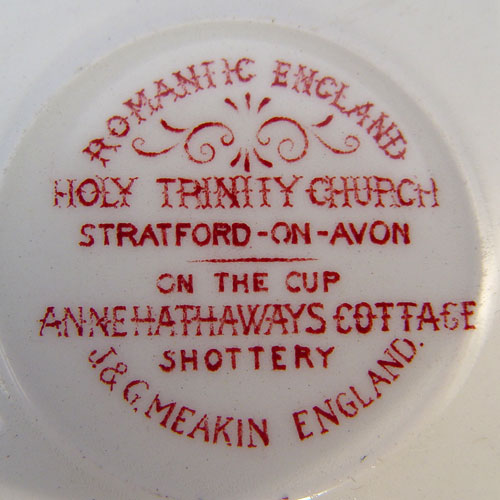 ROMANTIC ENGLAND
HOLY TRINITY CHURCH
STRATFORD-ON-AVON
ON THE CUP
ANNE HATHAWAYS COTTAGE
SHOTTERY
J.&G. MEAKIN ENGLAND.